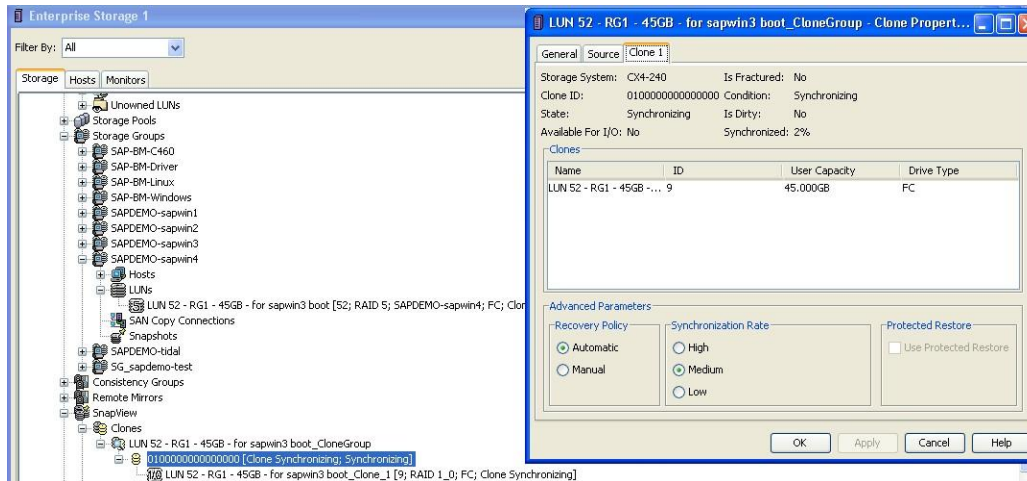 Enterprise Storage 1
Filter By: All
Storage Hosts Monitors
Unowned LUNs
Storage Pools
Storage Groups
SAP-BM-C460
SAP-BM-Driver
SAP-BM-Linux
SAP-BM-Windows
SAPDEMO-sapwin1
SAPDEMO-sapwin2
SAPDEMO-sapwin3
SAPDEMO-sapwin4
Hosts
LUNs
LUN 52 - RG1 - 45GB - for sapwin3 boot [52; RAID 5; SAPDEMO-sapwin4; FC; Clor
SAN Copy Connections
Snapshots
SAPDEMO-tidal
SG_sapdemo-test
Consistency Groups
Remote Mirrors
SnapView
Clones
LUN 52 - RG1 - 45GB - for sapwin3 boot_CloneGroup
0100000000000000 [Clone Synchronizing; Synchronizing]
LUN 52 - RG1 - 45GB - for sapwin3 boot_Clone_1 [9; RAID 1_0; FC; Clone Synchronizing]
LUN 52 - RG1 - 45GB - for sapwin3 boot_CloneGroup - Clone Propert...
General Source Clone 1
Storage System: CX4-240 Is Fractured: No
Clone ID: 0100000000000000 Condition: Synchronizing
State: Synchronizing Is Dirty: No
Available For I/O: No Synchronized: 2%
Clones
Name ID User Capacity Drive Type
LUN 52 - RG1 - 45GB -... 9 45.000GB FC
Advanced Parameters
Recovery Policy Synchronization Rate Protected Restore
Automatic High Use Protected Restore
Manual Medium
Low
OK Apply Cancel Help